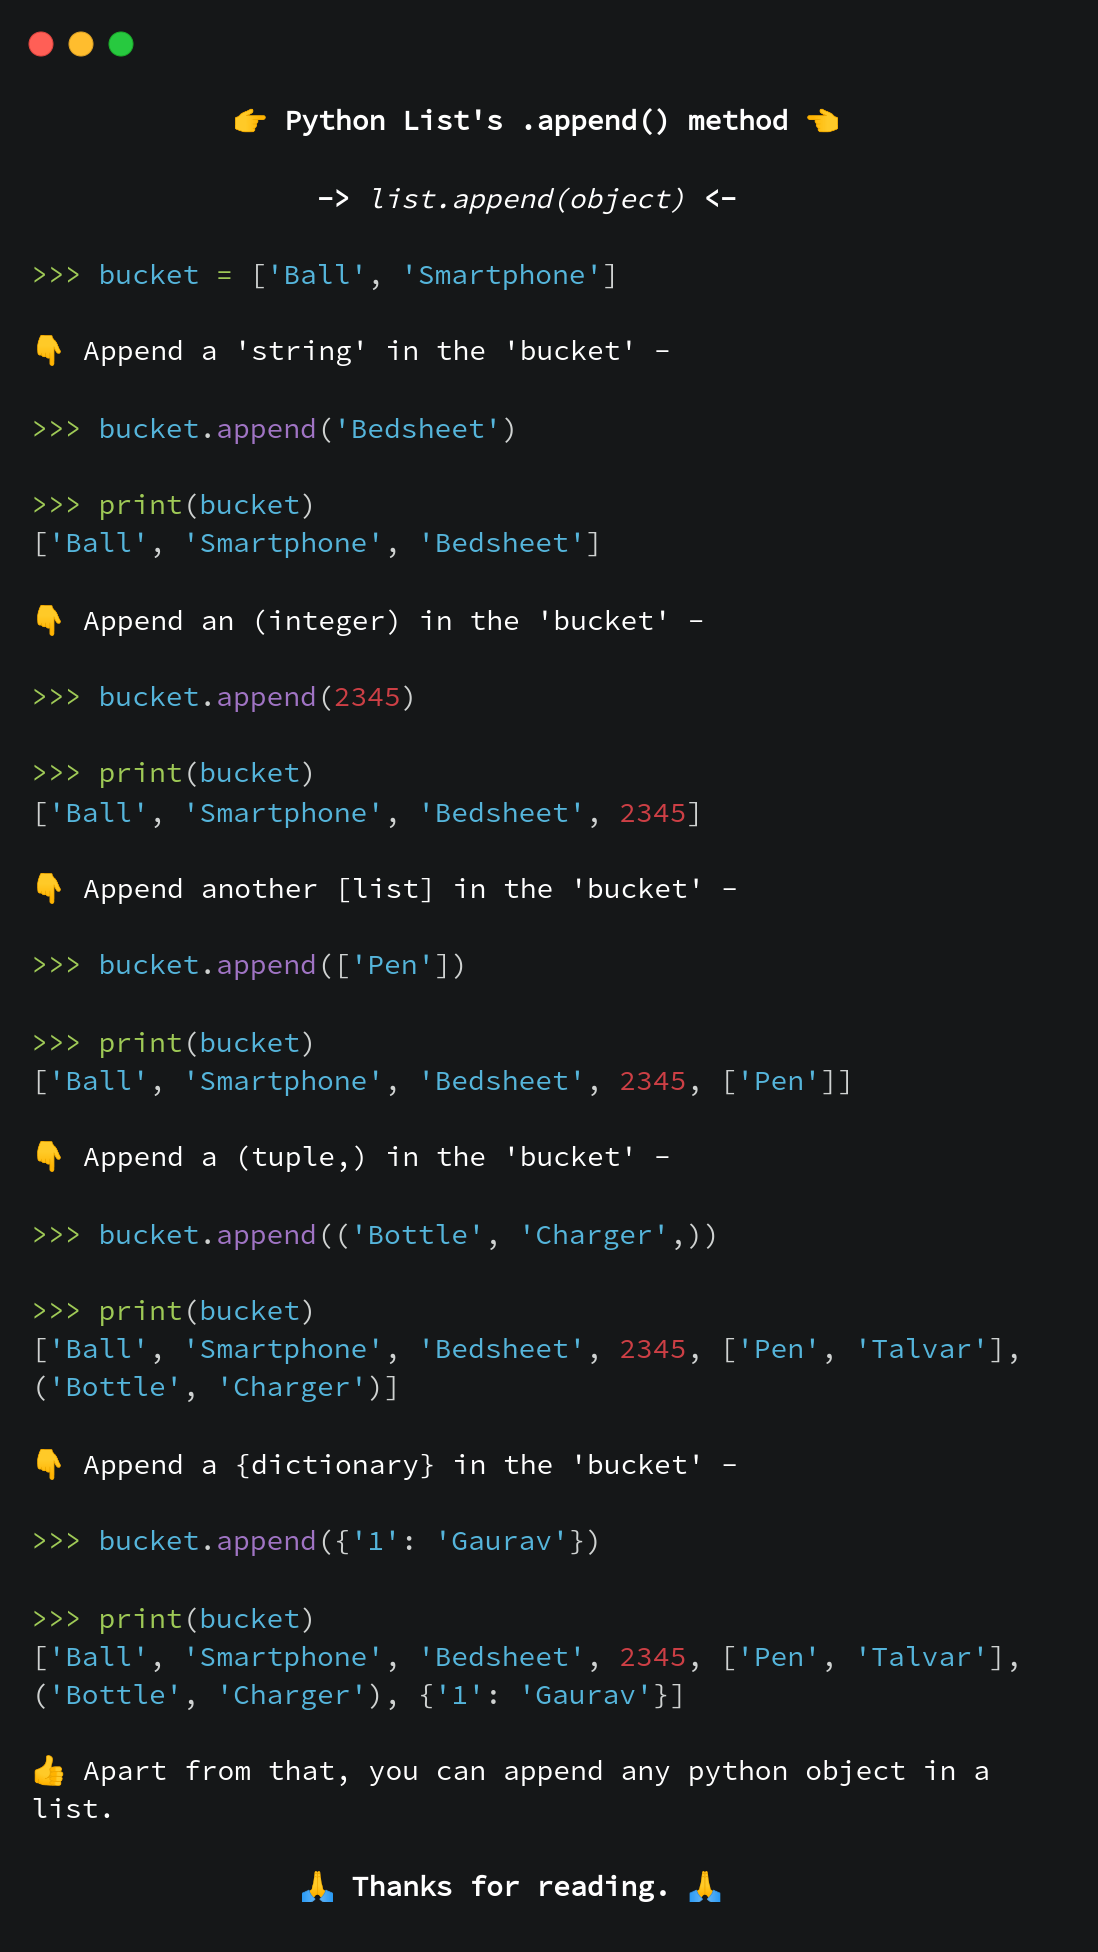 👉 Python List's .append() method 👈
-> list.append(object) <-
>>> bucket = ['Ball', 'Smartphone']
👇 Append a 'string' in the 'bucket' -
>>> bucket.append('Bedsheet')
>>> print(bucket)
['Ball', 'Smartphone', 'Bedsheet']
👇 Append an (integer) in the 'bucket' -
>>> bucket.append(2345)
>>> print(bucket)
['Ball', 'Smartphone', 'Bedsheet', 2345]
👇 Append another [list] in the 'bucket' -
>>> bucket.append(['Pen'])
>>> print(bucket)
['Ball', 'Smartphone', 'Bedsheet', 2345, ['Pen']]
👇 Append a (tuple,) in the 'bucket' -
>>> bucket.append(('Bottle', 'Charger',))
>>> print(bucket)
['Ball', 'Smartphone', 'Bedsheet', 2345, ['Pen', 'Talvar'],
('Bottle', 'Charger')]
👇 Append a {dictionary} in the 'bucket' -
>>> bucket.append({'1': 'Gaurav'})
>>> print(bucket)
['Ball', 'Smartphone', 'Bedsheet', 2345, ['Pen', 'Talvar'],
('Bottle', 'Charger'), {'1': 'Gaurav'}]
👍 Apart from that, you can append any python object in a
list.
🙏 Thanks for reading. 🙏